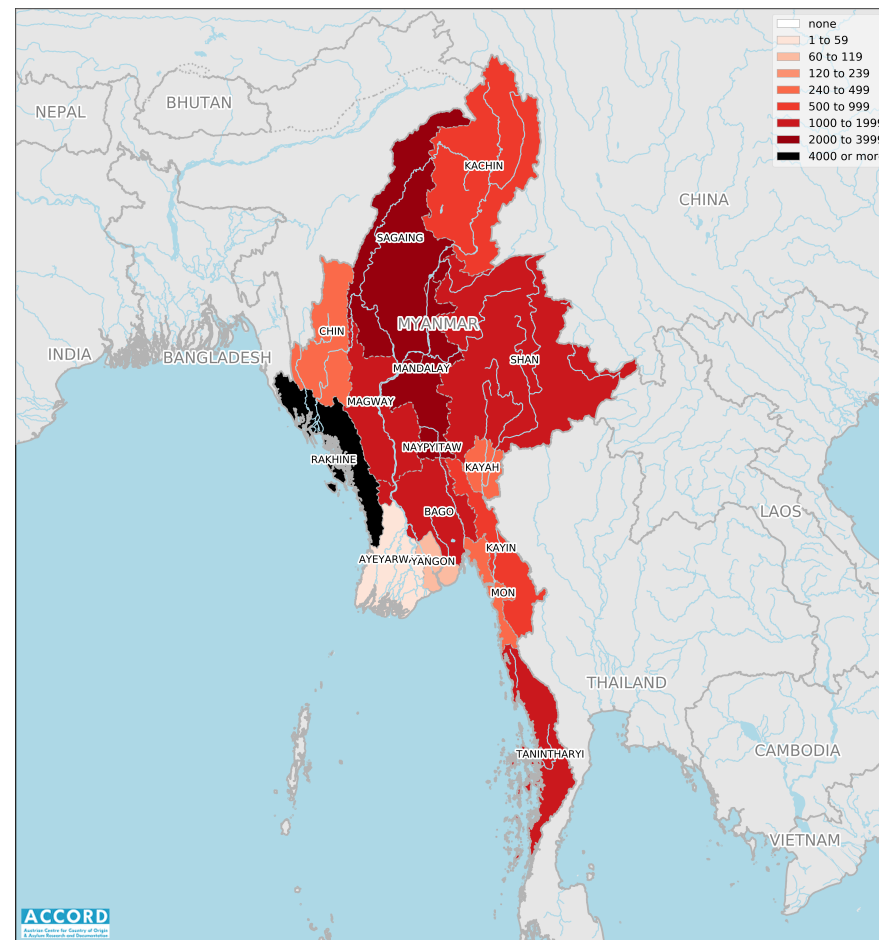 none
1 to 59
60 to 119
120 to 239
240 to 499
500 to 999
1000 to 1999
2000 to 3999
4000 or mor
NEPAL
BHUTAN
KACHIN
CHINA
SAGAING
CHIN
MYANMAR
INDIA
BANGLADESH
SHAN
MANDALAY
MAGWAY
NAYPYITAW
RAKHINE
KAYAH
BAGO
LAOS
KAYIN
AYEYARW
YANGON
MON
THAILAND
TANINTHARYI
CAMBODIA
VIETNAM
ACCORD
Austrian Centre for Country of Origin
& Asylum Research and Documentation